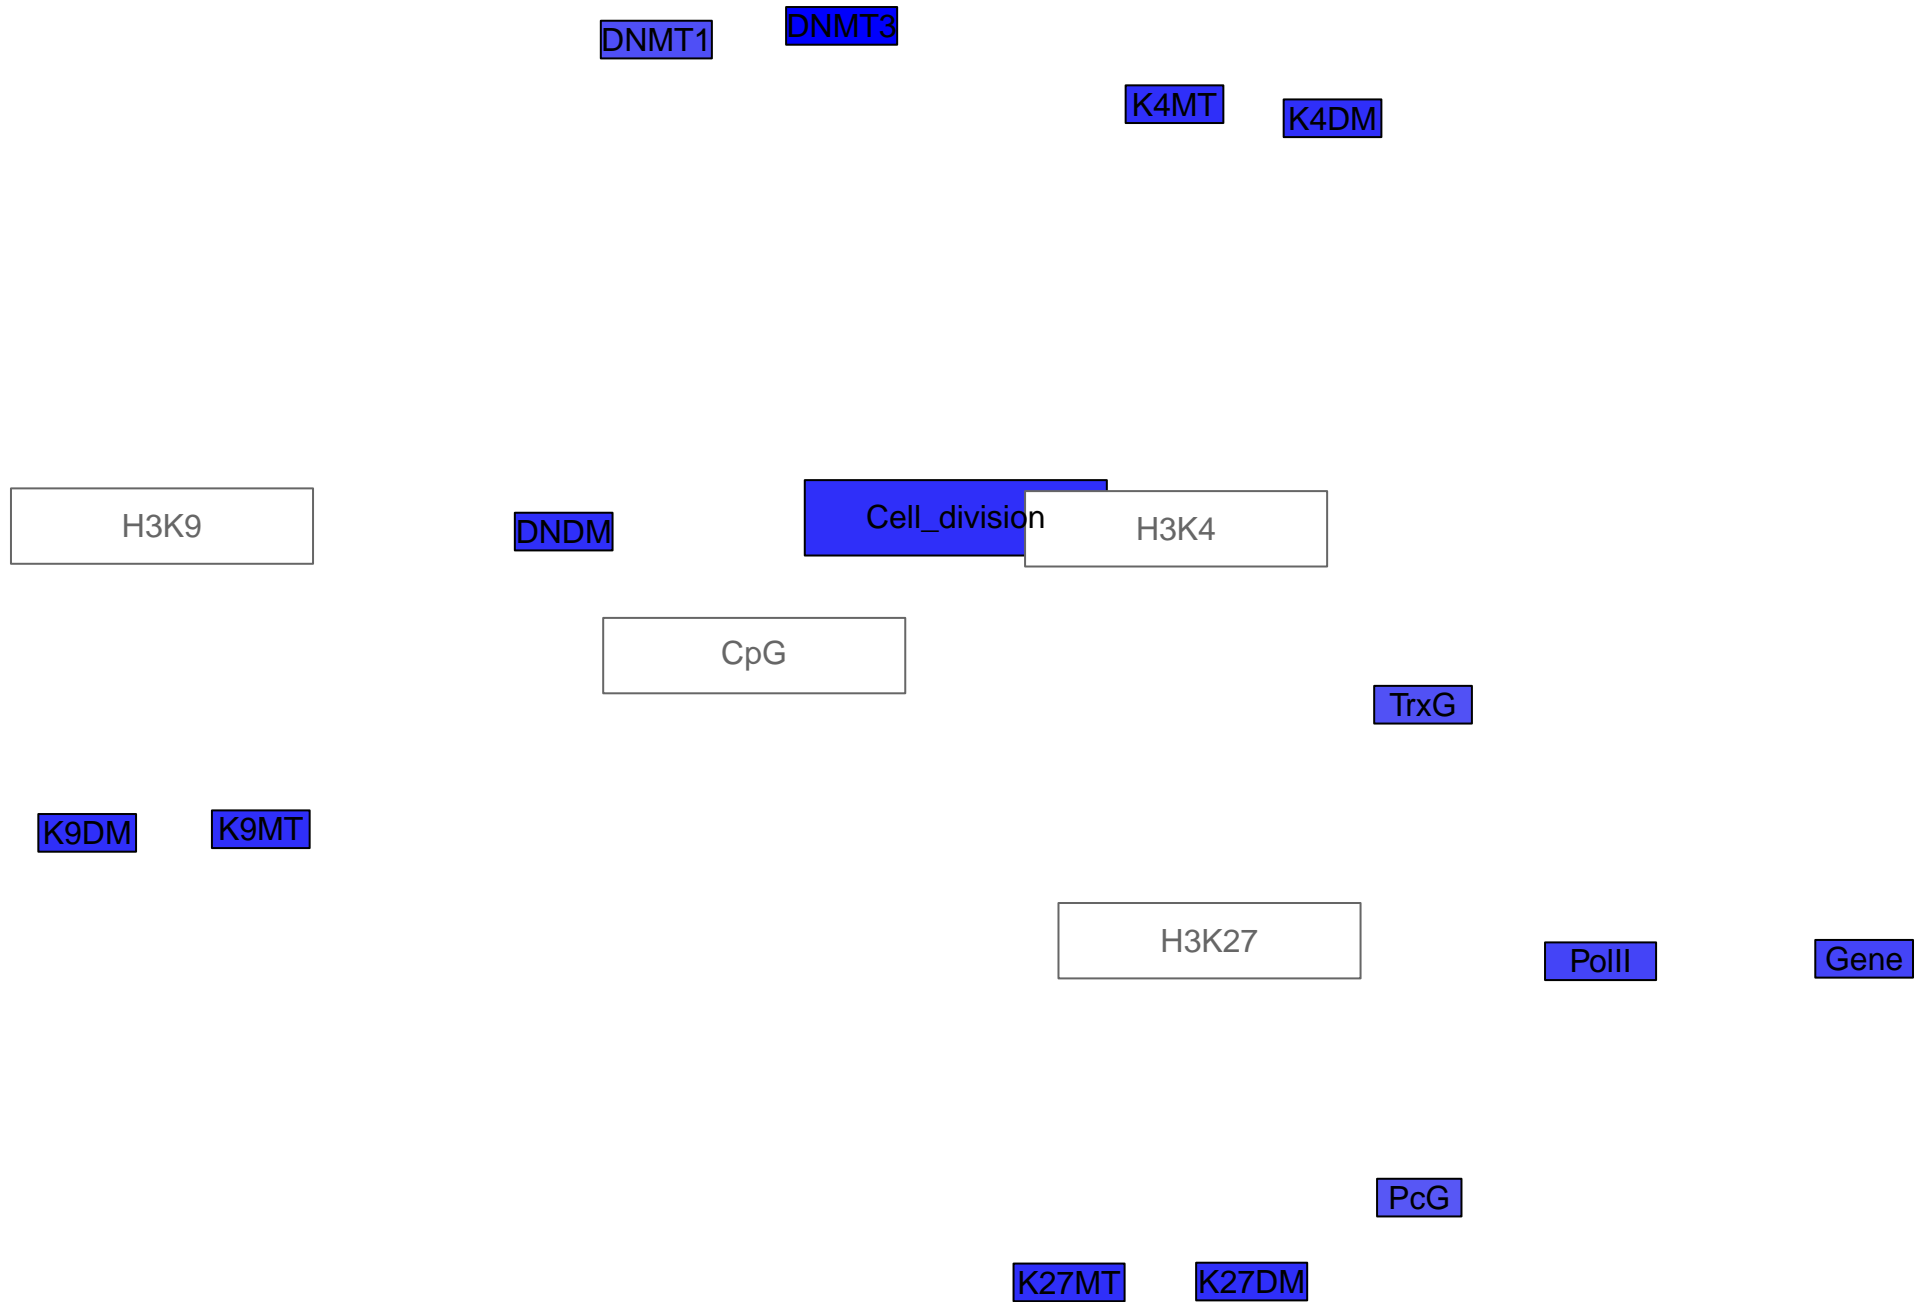 DNMT1
DNMT3
K4MT
K4DM
H3K9
DNDM
Cell_division
H3K4
CpG
TrxG
K9DM
K9MT
H3K27
PolII
Gene
PcG
K27MT
K27DM